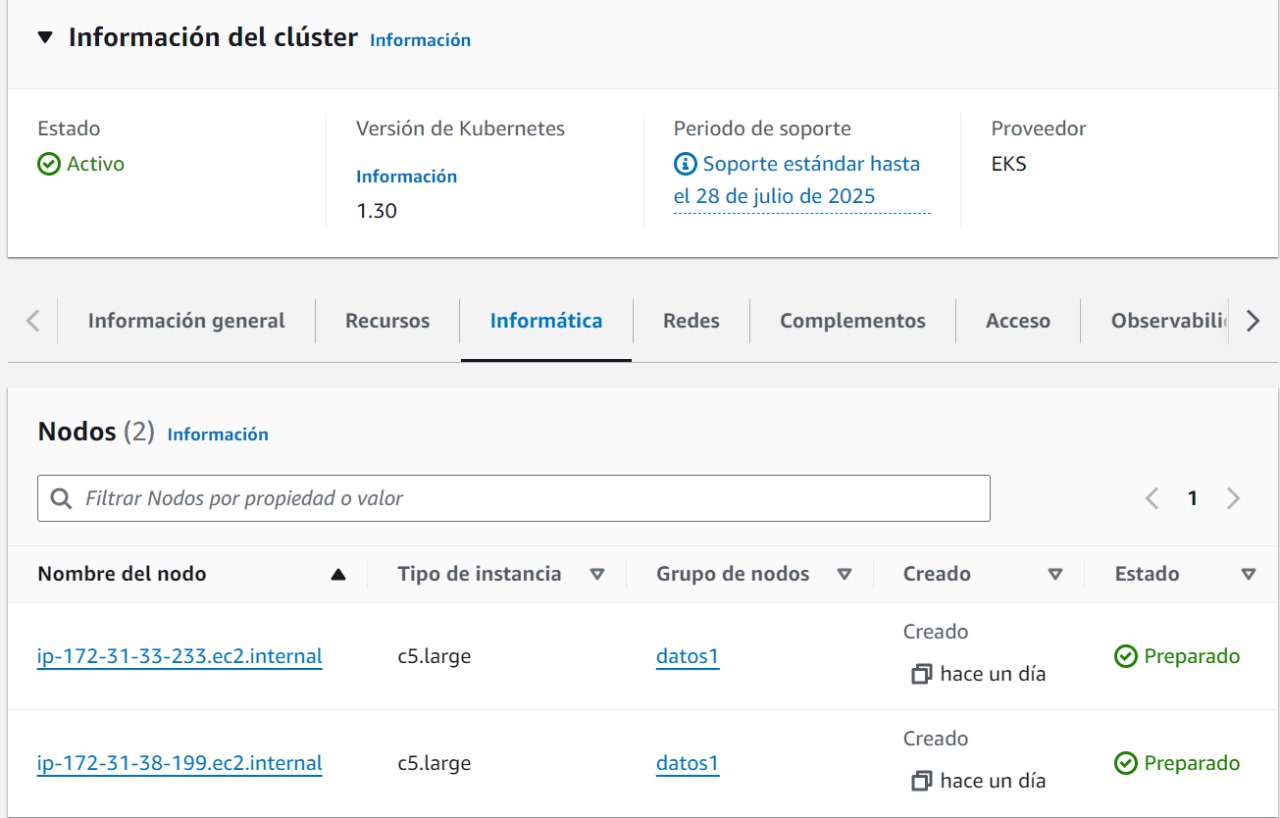 Información del clúster Información
Estado
Activo
Versión de Kubernetes
Información
1.30
Periodo de soporte
Soporte estándar hasta
el 28 de julio de 2025
Proveedor
EKS
Información general Recursos Informática Redes Complementos Acceso Observabili
Nodos (2) Información
Filtrar Nodos por propiedad o valor
1
Nombre del nodo Tipo de instancia Grupo de nodos Creado Estado
ip-172-31-33-233.ec2.internal c5.large datos1 Creado hace un día Preparado
ip-172-31-38-199.ec2.internal c5.large datos1 Creado hace un día Preparado